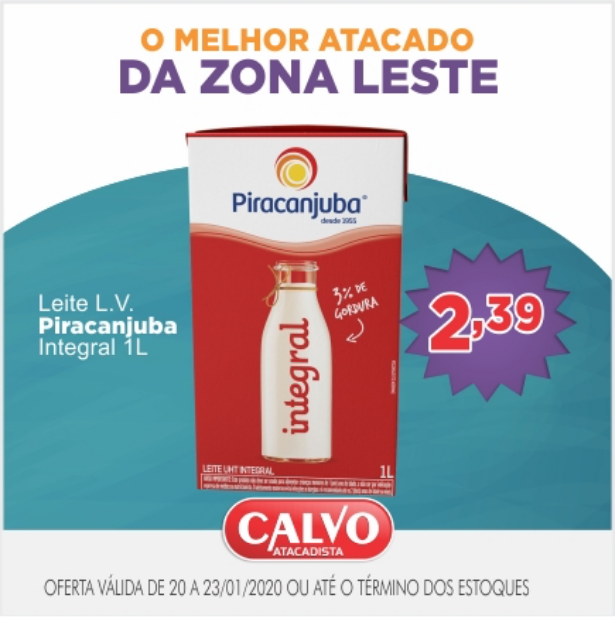 O MELHOR ATACADO
DA ZONA LESTE
Piracanjuba®
desde 1955
Leite L.V.
Piracanjuba
Integral 1L
3% DE
GORDURA
2,39
integral
LEITE UHT INTEGRAL
1L
CALVO
ATACADISTA
OFERTA VÁLIDA DE 20 A 23/01/2020 OU ATÉ O TÉRMINO DOS ESTOQUES